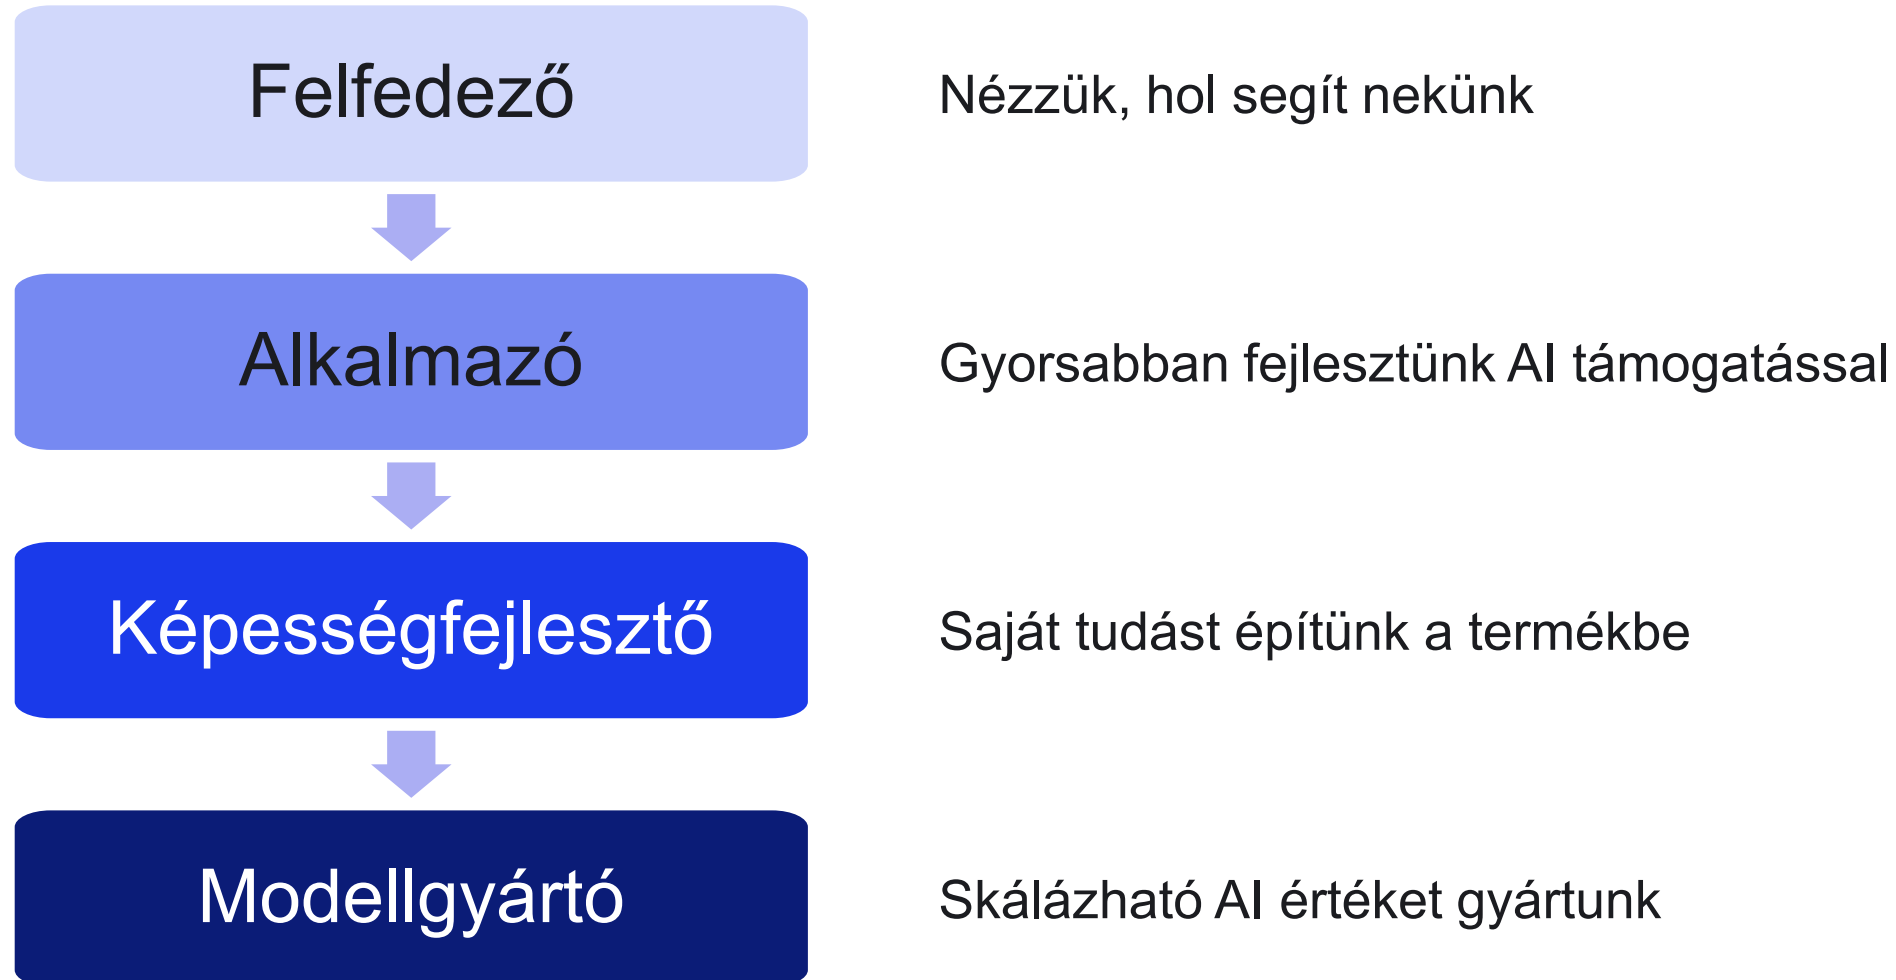 Felfedező
Nézzük, hol segít nekünk
Alkalmazó
Gyorsabban fejlesztünk AI támogatással
Képességfejlesztő
Saját tudást építünk a termékbe
Modellgyártó
Skálázható AI értéket gyártunk